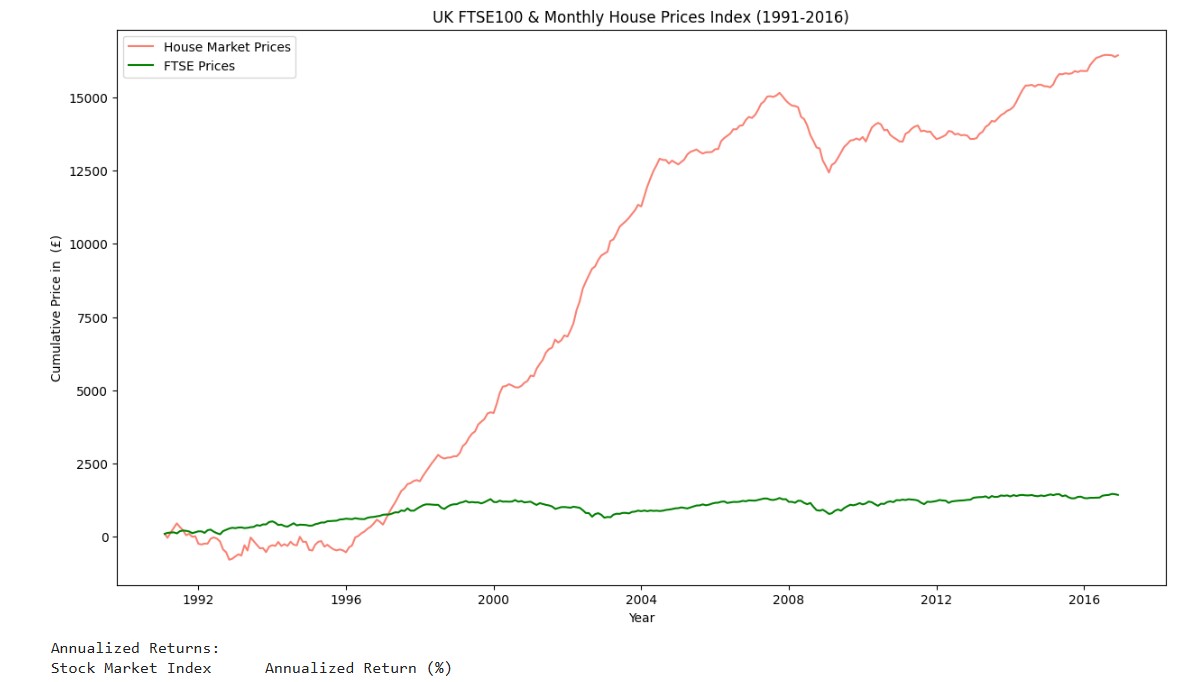 UK FTSE100 & Monthly House Prices Index (1991-2016)
House Market Prices
FTSE Prices
15000
12500
10000
7500
5000
2500
0
Cumulative Price in (£)
1992 1996 2000 2004 2008 2012 2016
Year
Annualized Returns:
Stock Market Index Annualized Return (%)